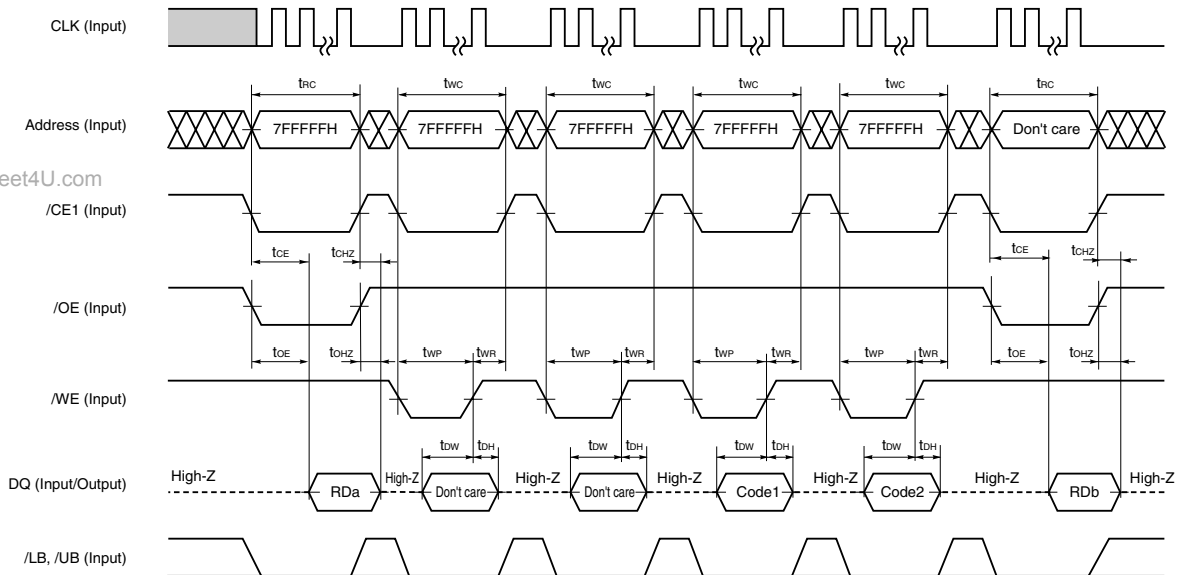 CLK (Input)
tRC tWC tWC tWC tWC tRC
Address (Input) 7FFFFFH 7FFFFFH 7FFFFFH 7FFFFFH 7FFFFFH Don't care
eet4U.com
/CE1 (Input)
tCE tCHZ tCE tCHZ
/OE (Input)
tOE tOHZ tWP tWR tWP tWR tWP tWR tWP tWR tOE tOHZ
/WE (Input)
tDW tDH tDW tDH tDW tDH tDW tDH
High-Z High-Z High-Z High-Z High-Z High-Z High-Z
DQ (Input/Output) RDa Don't care Don't care Code1 Code2 RDb
/LB, /UB (Input)